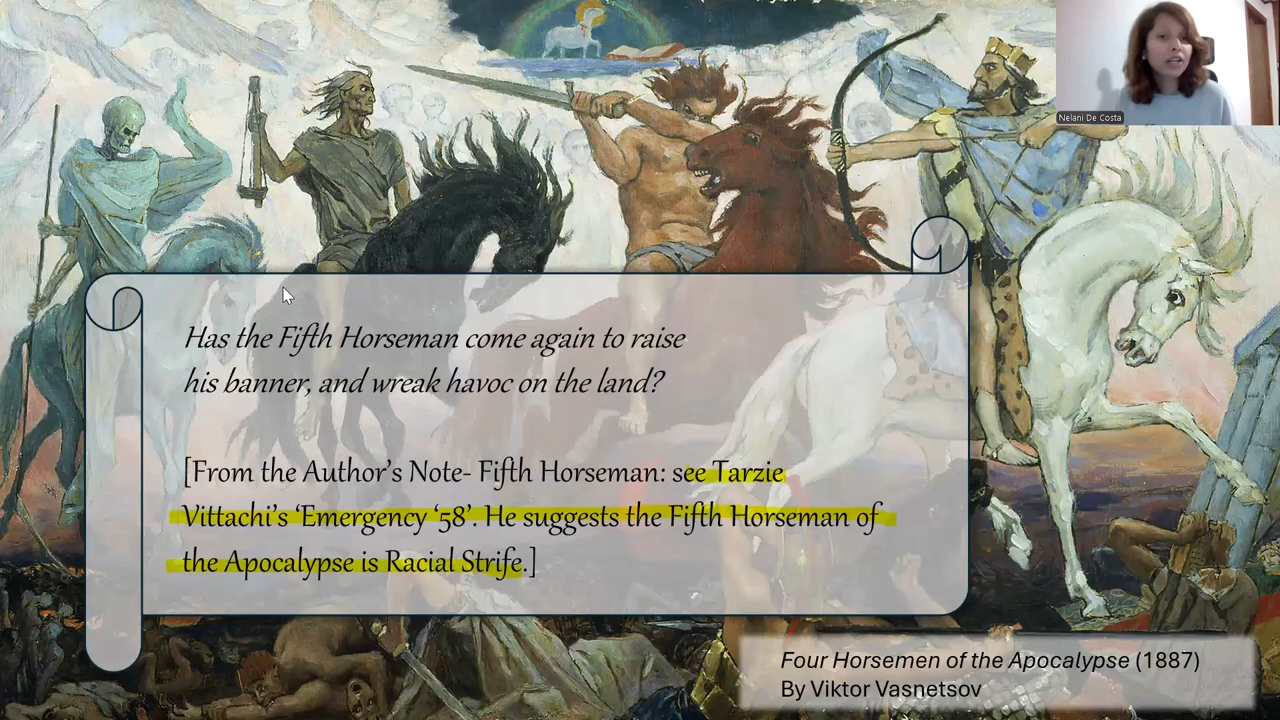 Nelani De Costa
Has the Fifth Horseman come again to raise
his banner, and wreak havoc on the land?
[From the Author's Note- Fifth Horseman: see Tarzie
Vittachi's 'Emergency '58'. He suggests the Fifth Horseman of
the Apocalypse is Racial Strife.]
Four Horsemen of the Apocalypse (1887)
By Viktor Vasnetsov